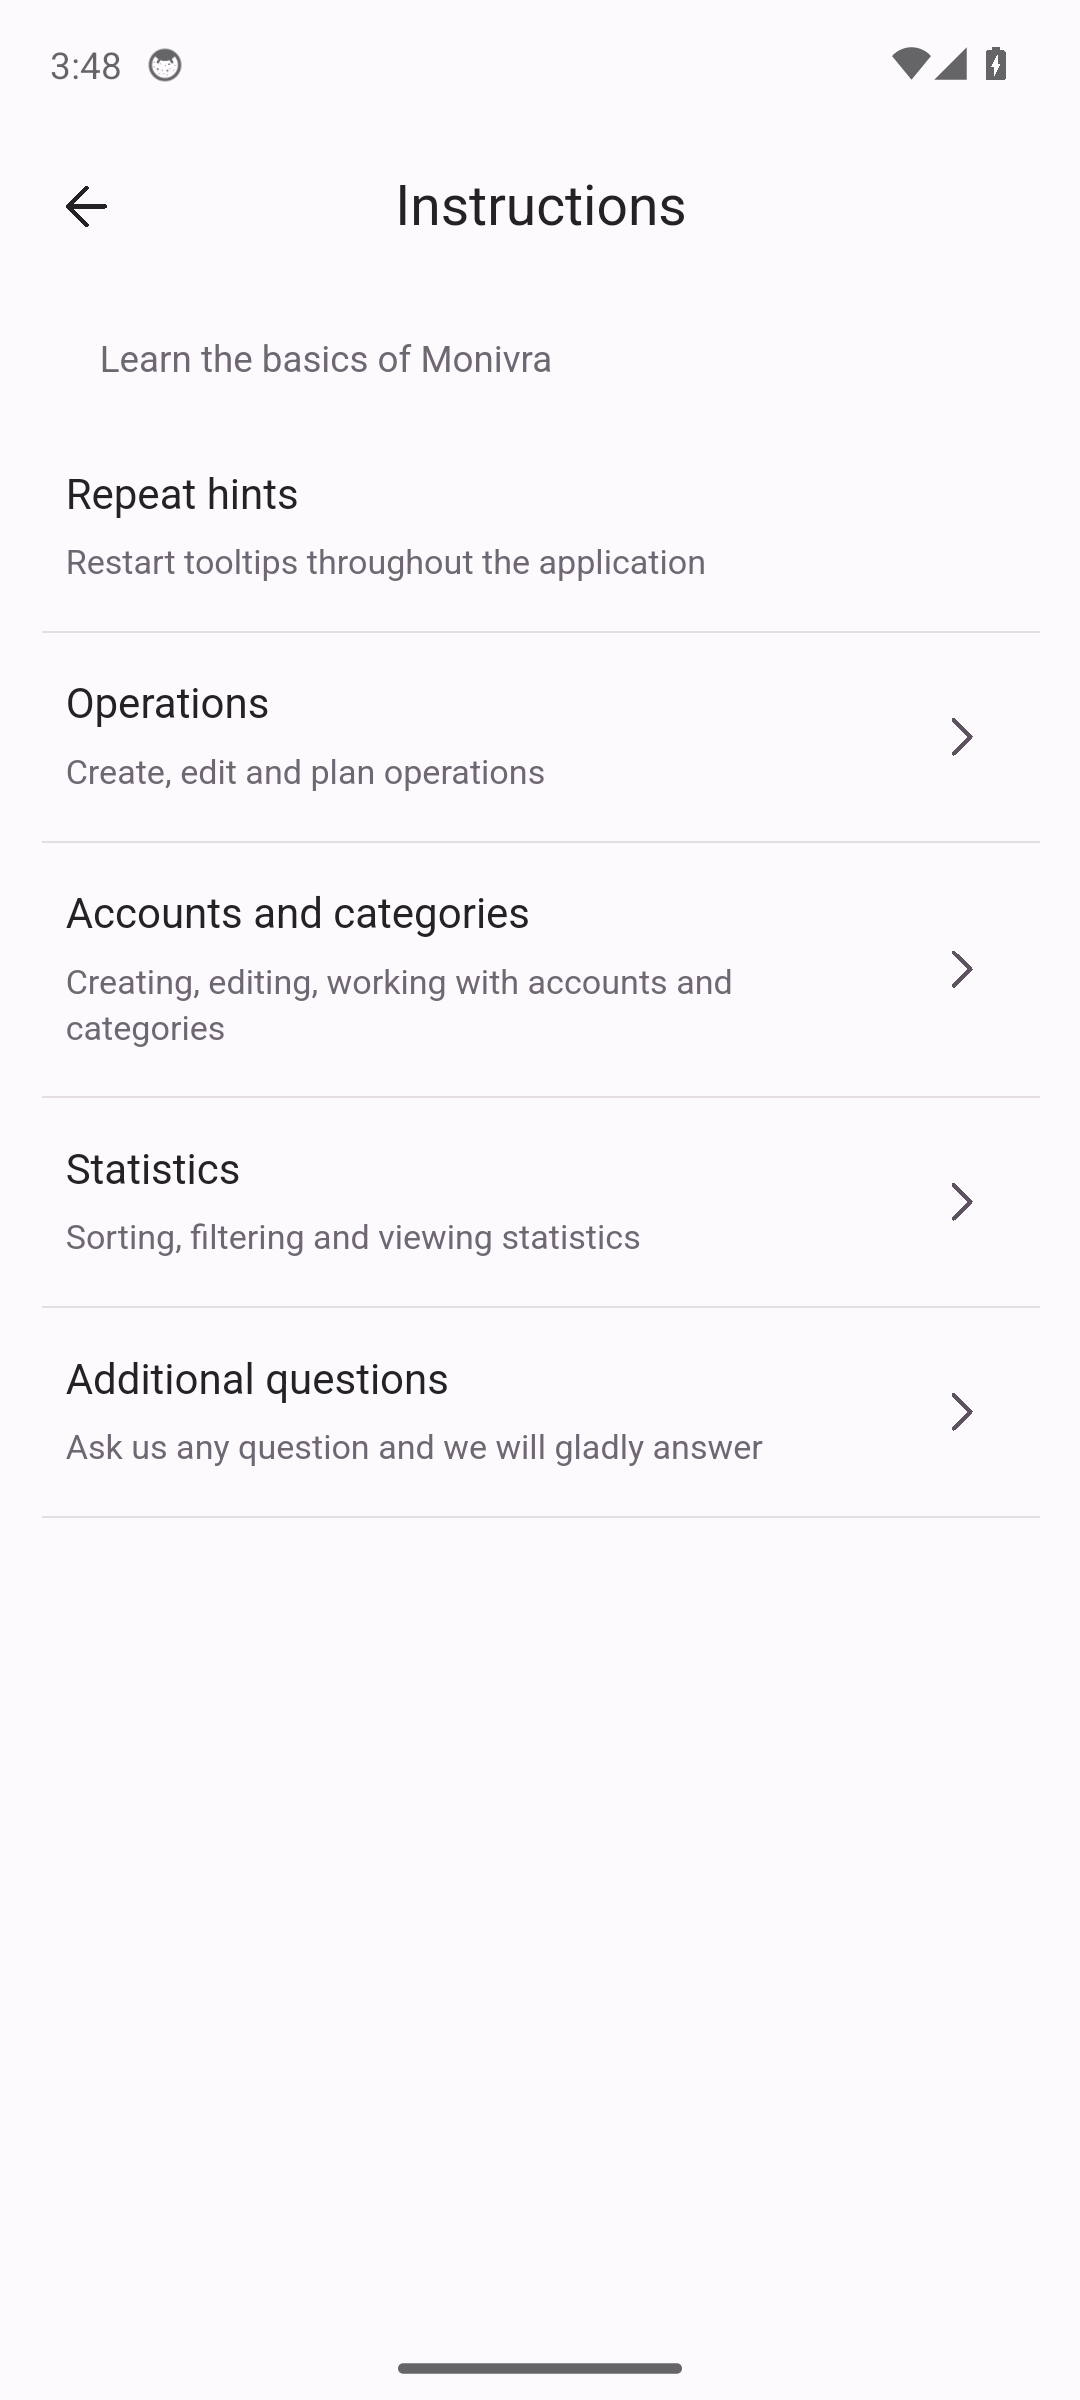 3:48
Instructions
Learn the basics of Monivra
Repeat hints
Restart tooltips throughout the application
Operations
Create, edit and plan operations
Accounts and categories
Creating, editing, working with accounts and
categories
Statistics
Sorting, filtering and viewing statistics
Additional questions
Ask us any question and we will gladly answer